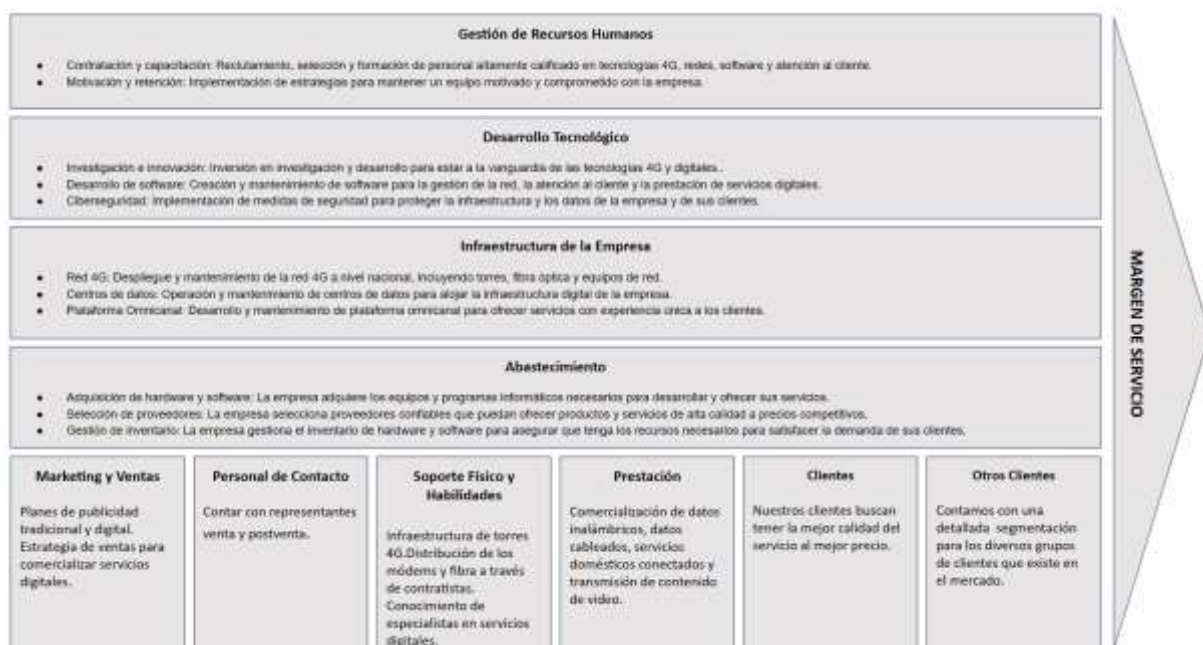 Gestión de Recursos Humanos
● Contratación y capacitación: Reclutamiento, selección y formación de personal altamente calificado en tecnologías 4G, redes, software y atención al cliente.
● Motivación y retención: Implementación de estrategias para mantener un equipo motivado y comprometido con la empresa.
Desarrollo Tecnológico
● Investigación e innovación: Inversión en investigación y desarrollo para estar a la vanguardia de las tecnologías 4G y digitales..
● Desarrollo de software: Creación y mantenimiento de software para la gestión de la red, la atención al cliente y la prestación de servicios digitales.
● Ciberseguridad: Implementación de medidas de seguridad para proteger la infraestructura y los datos de la empresa y de sus clientes.
Infraestructura de la Empresa
● Red 4G: Despliegue y mantenimiento de la red 4G a nivel nacional, incluyendo torres, fibra óptica y equipos de red.
● Centros de datos: Operación y mantenimiento de centros de datos para alojar la infraestructura digital de la empresa.
● Plataforma Omnicanal: Desarrollo y mantenimiento de plataforma omnicanal para ofrecer servicios con experiencia única a los clientes.
Abastecimiento
● Adquisición de hardware y software: La empresa adquiere los equipos y programas informáticos necesarios para desarrollar y ofrecer sus servicios.
● Selección de proveedores: La empresa selecciona proveedores confiables que puedan ofrecer productos y servicios de alta calidad a precios competitivos.
● Gestión de inventario: La empresa gestiona el inventario de hardware y software para asegurar que tenga los recursos necesarios para satisfacer la demanda de sus clientes.
Marketing y Ventas
Planes de publicidad
tradicional y digital.
Estrategia de ventas para
comercializar servicios
digitales.
Personal de Contacto
Contar con representantes
venta y postventa.
Soporte Físico y
Habilidades
Infraestructura de torres
4G.Distribución de los
módems y fibra a través
de contratistas.
Conocimiento de
especialistas en servicios
digitales.
Prestación
Comercialización de datos
inalámbricos, datos
cableados, servicios
domésticos conectados y
transmisión de contenido
de video.
Clientes
Nuestros clientes buscan
tener la mejor calidad del
servicio al mejor precio.
Otros Clientes
Contamos con una
detallada segmentación
para los diversos grupos
de clientes que existe en
el mercado.
MARGEN DE SERVICIO